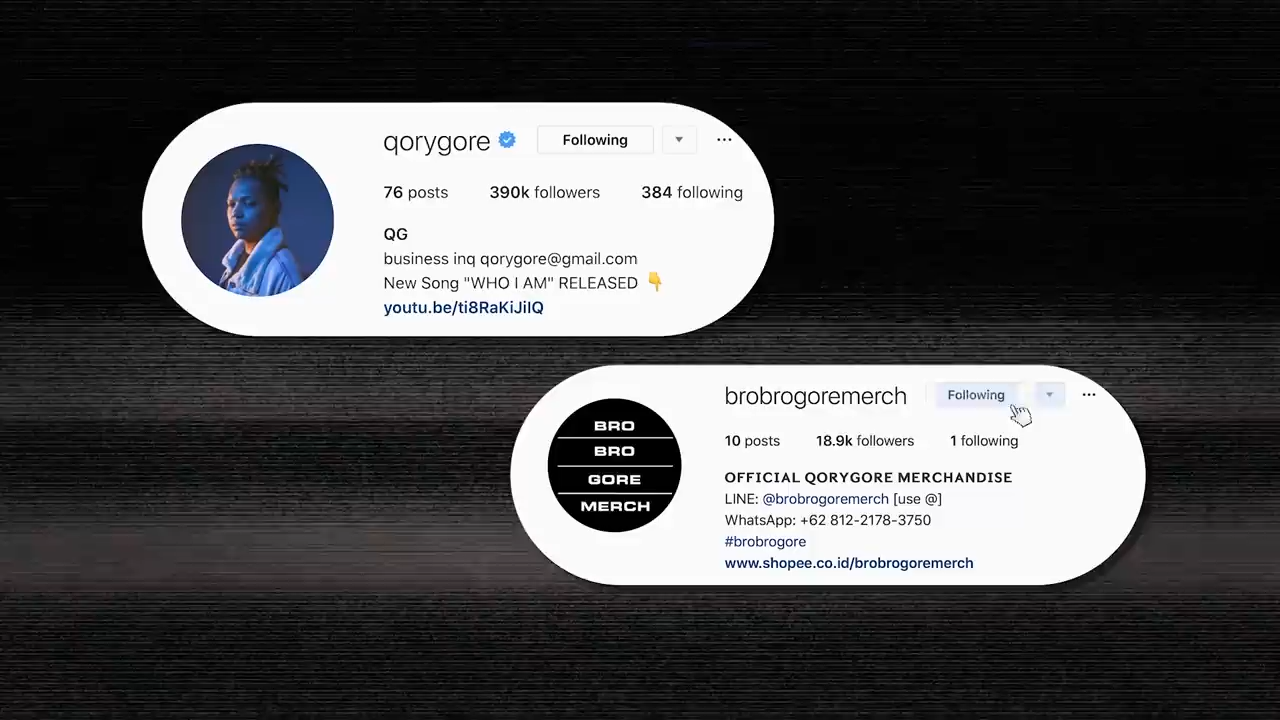 qorygore Following
76 posts 390k followers 384 following
QG
business inq qorygore@gmail.com
New Song "WHO I AM" RELEASED 👇
youtu.be/ti8RaKiJiIQ
BRO
BRO
GORE
MERCH
brobrogoremerch Following
10 posts 18.9k followers 1 following
OFFICIAL QORYGORE MERCHANDISE
LINE: @brobrogoremerch [use @]
WhatsApp: +62 812-2178-3750
#brobrogore
www.shopee.co.id/brobrogoremerch